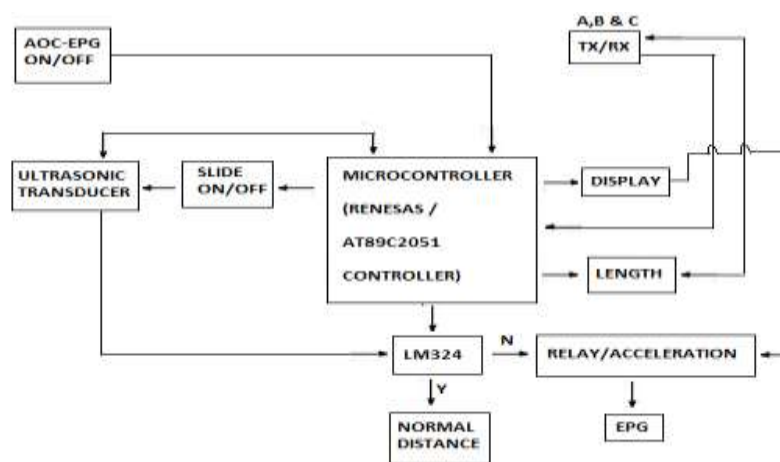 A,B & C
AOC-EPG
ON/OFF
TX/RX
ULTRASONIC
TRANSDUCER
SLIDE
ON/OFF
MICROCONTROLLER
(RENESAS /
AT89C2051
CONTROLLER)
DISPLAY
LENGTH
LM324
N
RELAY/ACCELERATION
Y
NORMAL
DISTANCE
EPG